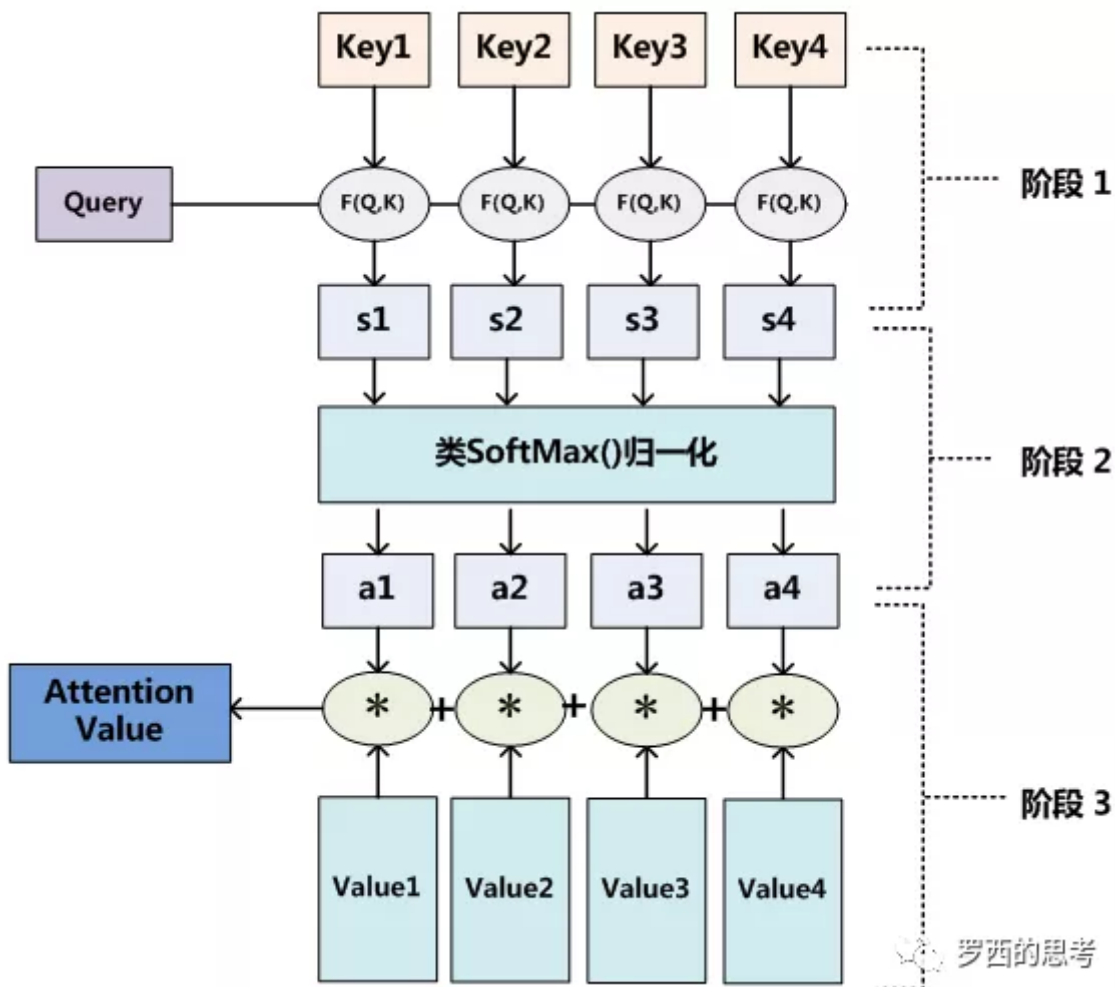 Key1 Key2 Key3 Key4
Query F(Q,K) F(Q,K) F(Q,K) F(Q,K) 阶段 1
s1 s2 s3 s4
类SoftMax()归一化 阶段 2
a1 a2 a3 a4
Attention
Value
* + * + * + *
阶段 3
Value1 Value2 Value3 Value4
罗西的思考